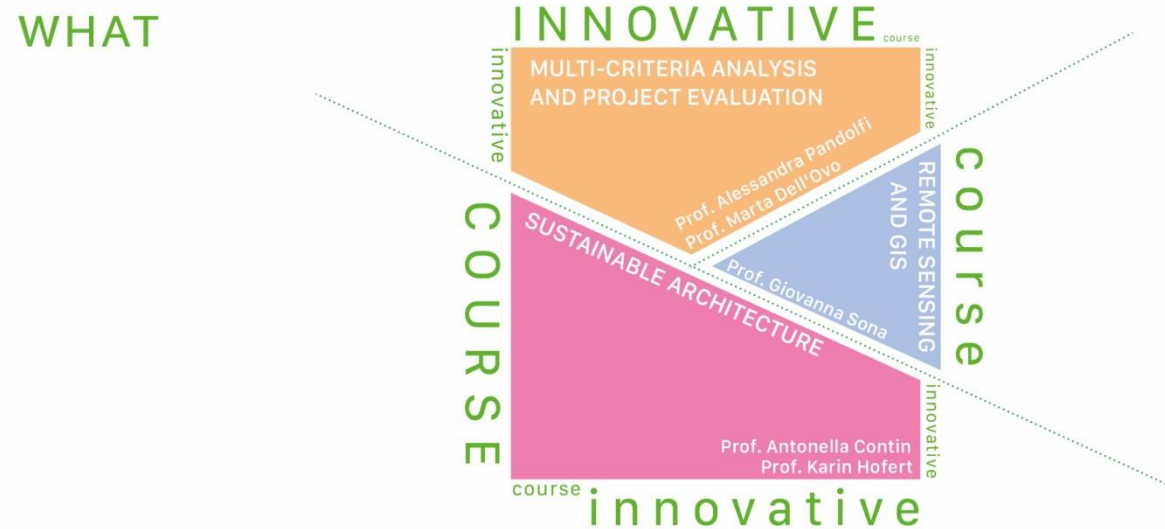 WHAT
INNOVATIVE
course
innovative
innovative
MULTI-CRITERIA ANALYSIS
AND PROJECT EVALUATION
Prof. Alessandra Pandolfi
Prof. Marta Dell'Ovo
COURSE
course
REMOTE SENSING
AND GIS
Prof. Giovanna Sona
SUSTAINABLE ARCHITECTURE
Prof. Antonella Contin
Prof. Karin Hofert
innovative
course
innovative